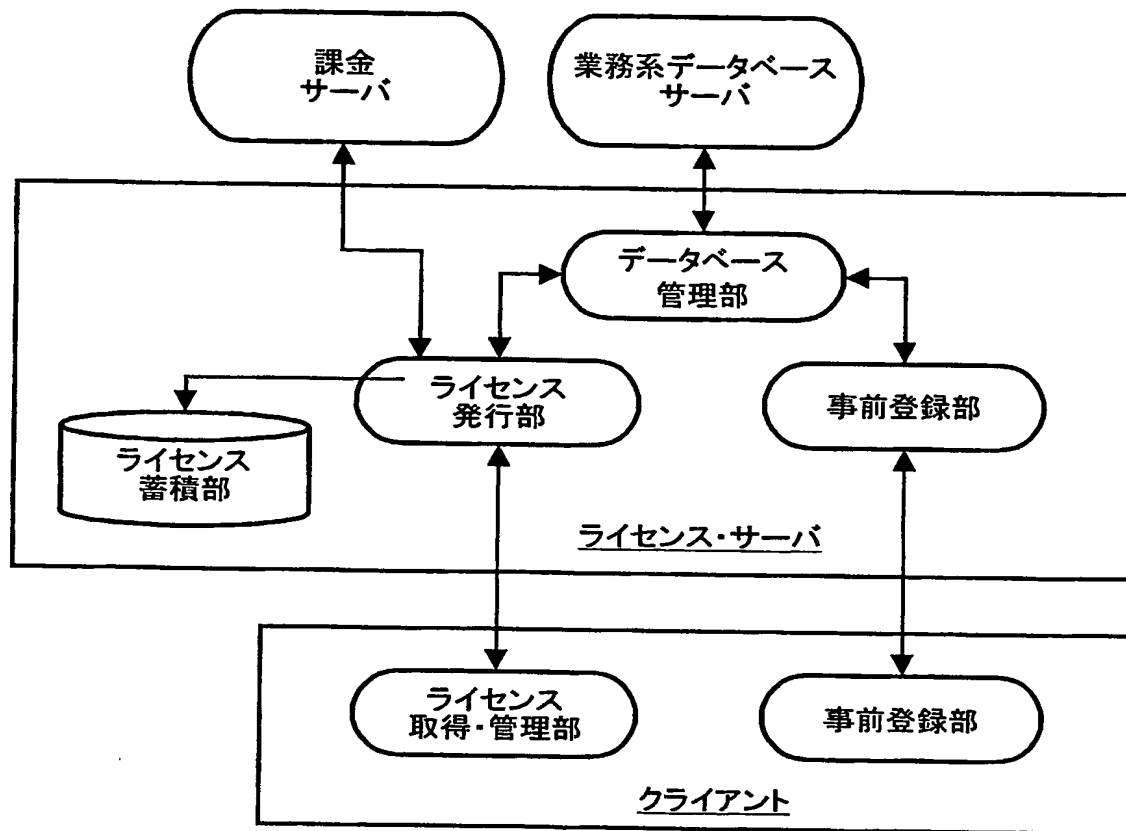 課金
サーバ
業務系データベース
サーバ
データベース
管理部
ライセンス
発行部
事前登録部
ライセンス
蓄積部
ライセンス・サーバ
ライセンス
取得・管理部
事前登録部
クライアント